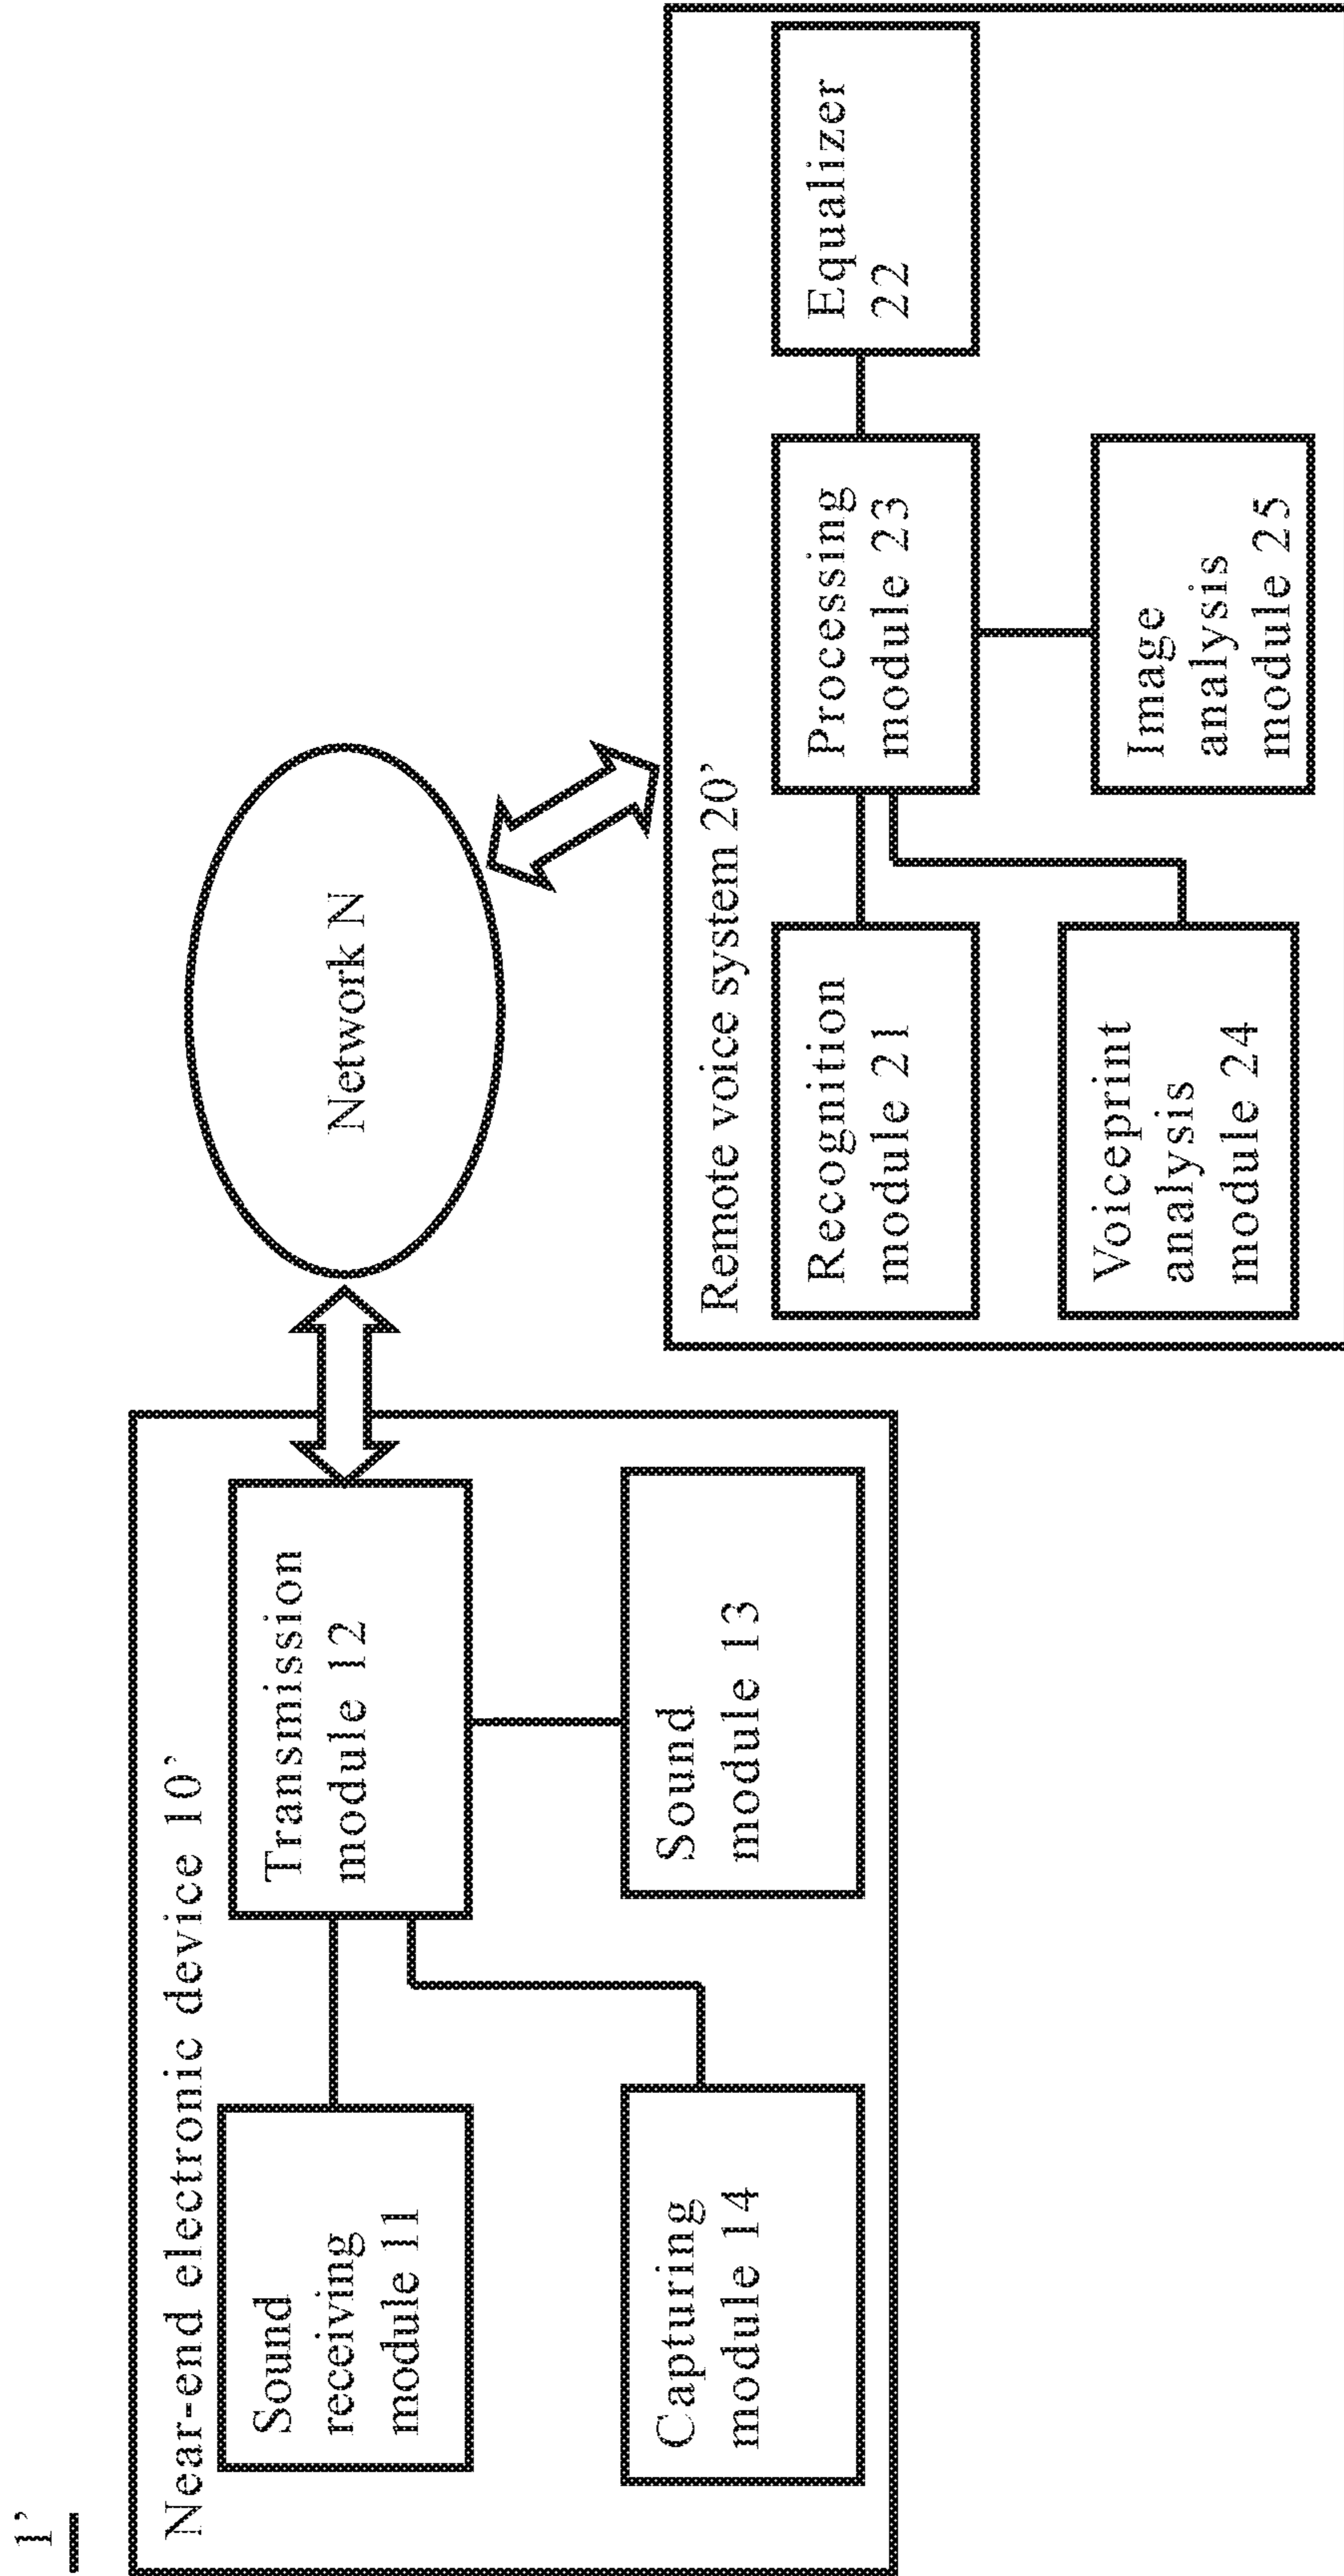 1’
Near-end electronic device 10’
Sound
receiving
module 11
Transmission
module 12
Capturing
module 14
Sound
module 13
Network N
Remote voice system 20’
Recognition
module 21
Processing
module 23
Equalizer
22
Voiceprint
analysis
module 24
Image
analysis
module 25